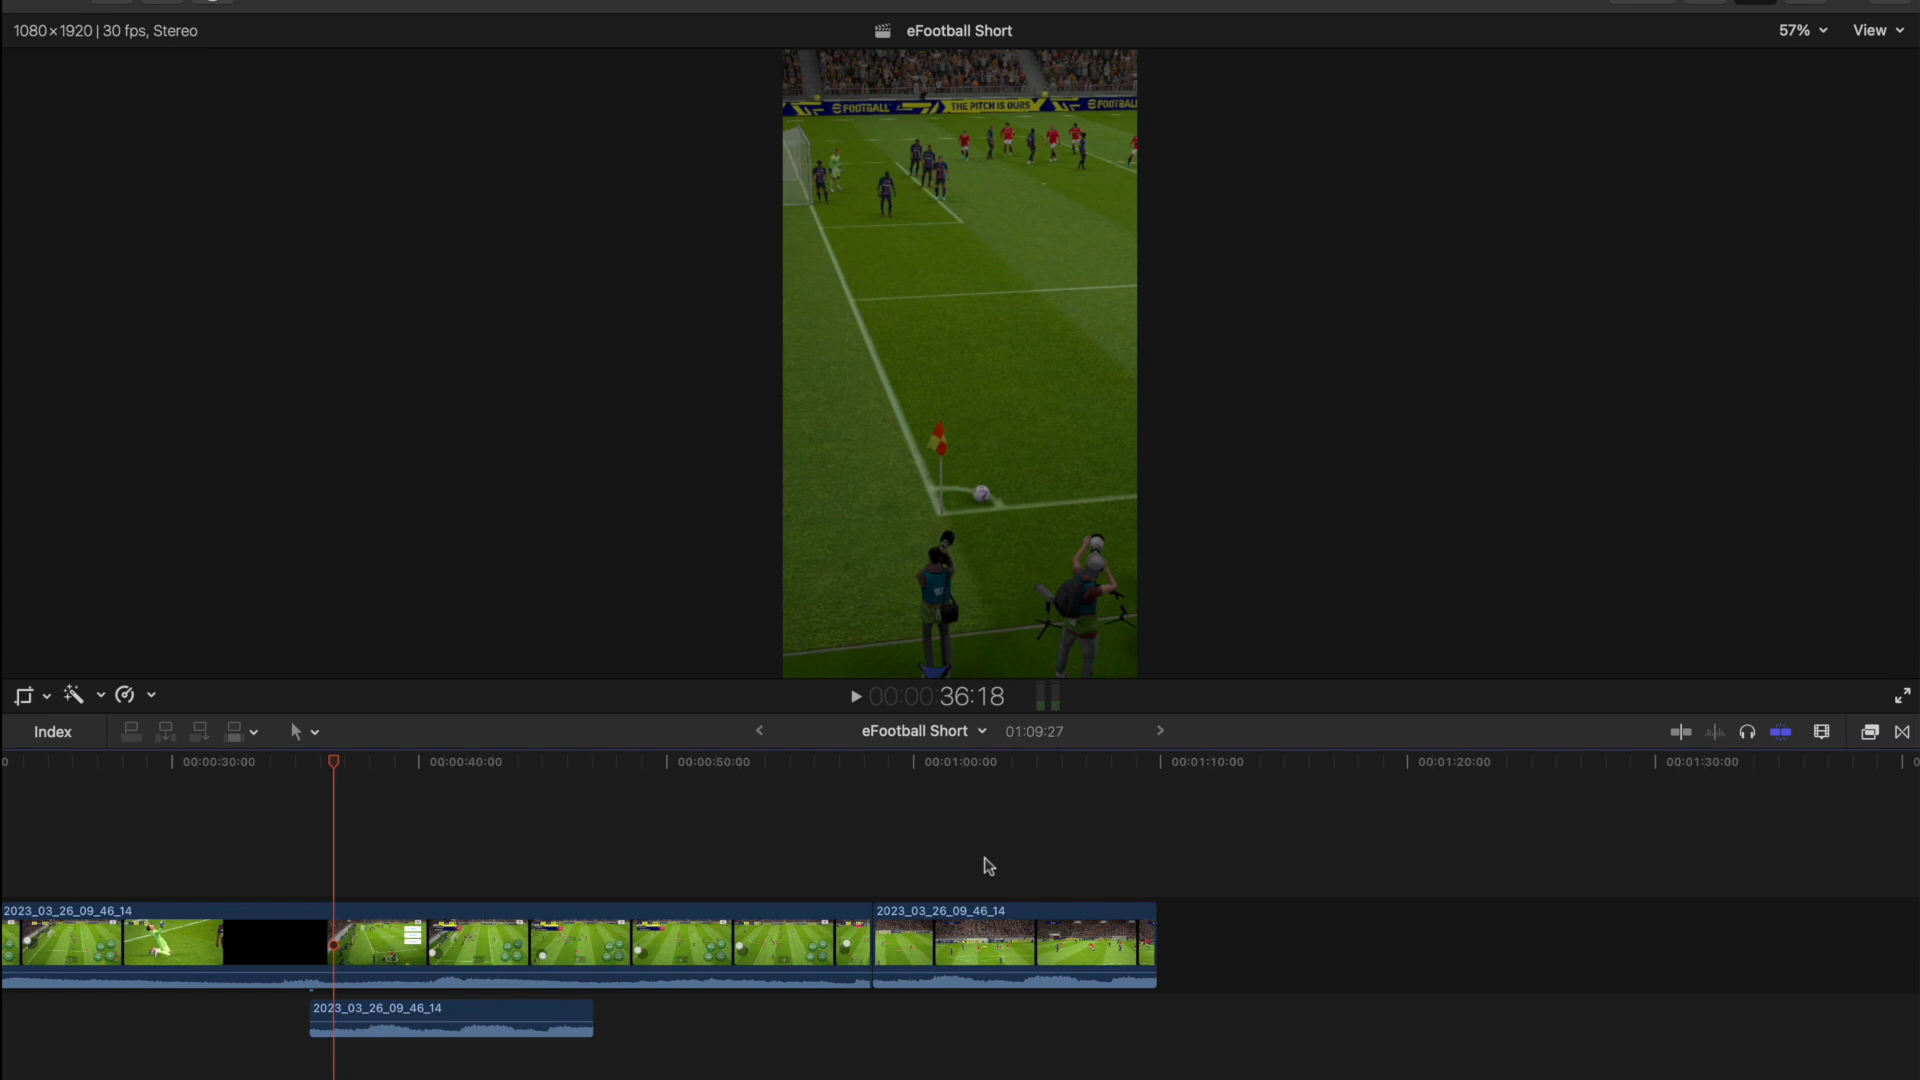 1080×1920 | 30 fps, Stereo
eFootball Short
57%
View
EFOOTBALL
THE PITCH IS OURS
EFOOTBAL
00:00:36:18
Index
eFootball Short
01:09:27
00:00:30:00
00:00:40:00
00:00:50:00
00:01:00:00
00:01:10:00
00:01:20:00
00:01:30:00
2023_03_26_09_46_14
2023_03_26_09_46_14
2023_03_26_09_46_14